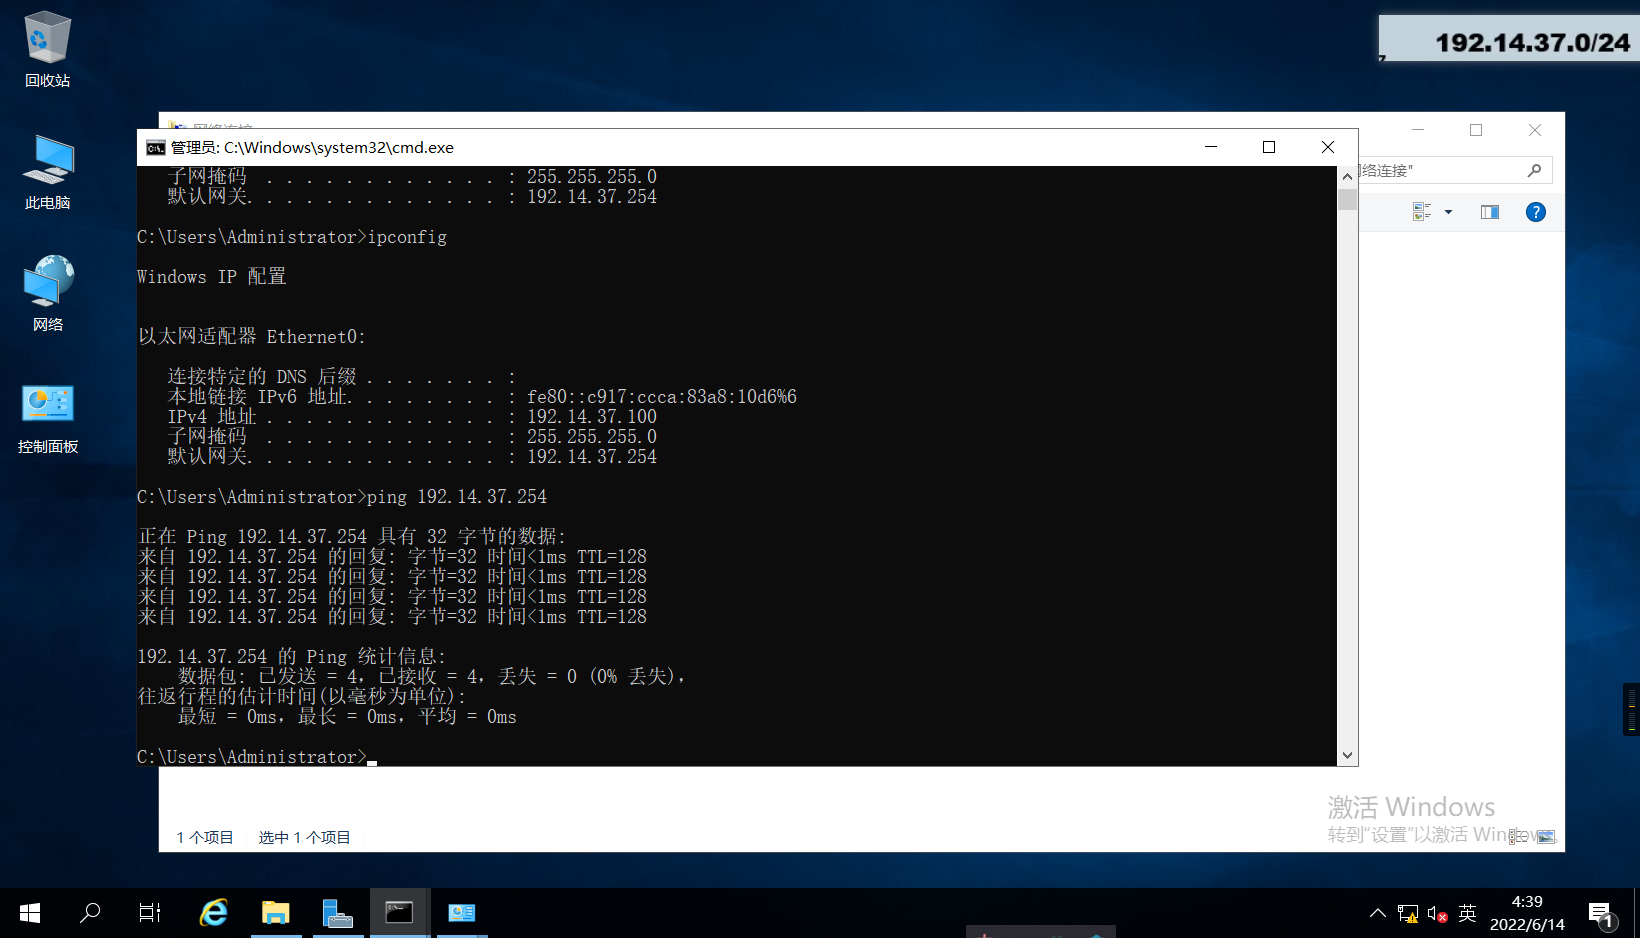 回收站
此电脑
网络
控制面板
192.14.37.0/24
网络连接
管理员: C:\Windows\system32\cmd.exe
网络连接"
子网掩码  . . . . . . . . . . . . : 255.255.255.0
默认网关. . . . . . . . . . . . . : 192.14.37.254
C:\Users\Administrator>ipconfig
Windows IP 配置
以太网适配器 Ethernet0:
连接特定的 DNS 后缀 . . . . . . . :
本地链接 IPv6 地址. . . . . . . . : fe80::c917:ccca:83a8:10d6%6
IPv4 地址 . . . . . . . . . . . . : 192.14.37.100
子网掩码  . . . . . . . . . . . . : 255.255.255.0
默认网关. . . . . . . . . . . . . : 192.14.37.254
C:\Users\Administrator>ping 192.14.37.254
正在 Ping 192.14.37.254 具有 32 字节的数据:
来自 192.14.37.254 的回复: 字节=32 时间<1ms TTL=128
来自 192.14.37.254 的回复: 字节=32 时间<1ms TTL=128
来自 192.14.37.254 的回复: 字节=32 时间<1ms TTL=128
来自 192.14.37.254 的回复: 字节=32 时间<1ms TTL=128
192.14.37.254 的 Ping 统计信息:
数据包: 已发送 = 4，已接收 = 4，丢失 = 0 (0% 丢失)，
往返行程的估计时间(以毫秒为单位):
最短 = 0ms，最长 = 0ms，平均 = 0ms
C:\Users\Administrator>
激活 Windows
转到"设置"以激活 Windows。
1 个项目
选中 1 个项目
英
4:39
2022/6/14
1